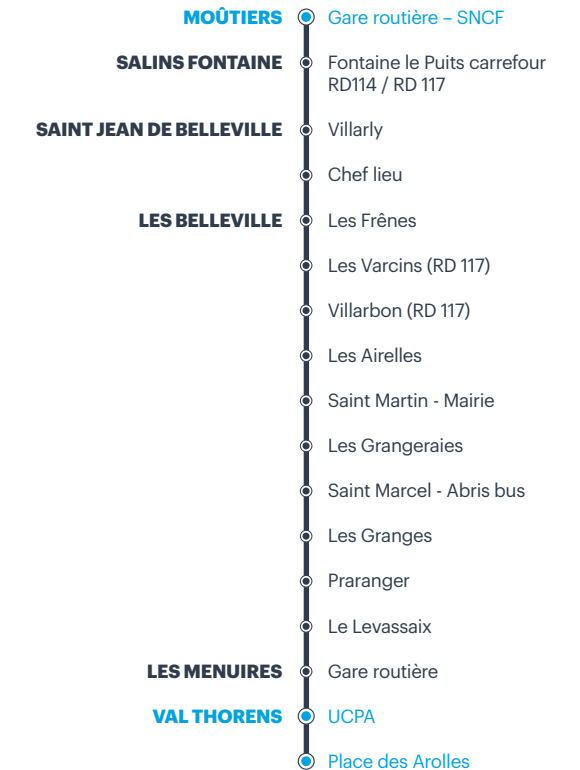 MOÛTIERS Gare routière – SNCF
SALINS FONTAINE Fontaine le Puits carrefour
RD114 / RD 117
SAINT JEAN DE BELLEVILLE Villarly
Chef lieu
LES BELLEVILLE Les Frênes
Les Varcins (RD 117)
Villarbon (RD 117)
Les Airelles
Saint Martin - Mairie
Les Grangeraies
Saint Marcel - Abris bus
Les Granges
Praranger
Le Levassaix
LES MENUIRES Gare routière
VAL THORENS UCPA
Place des Arolles